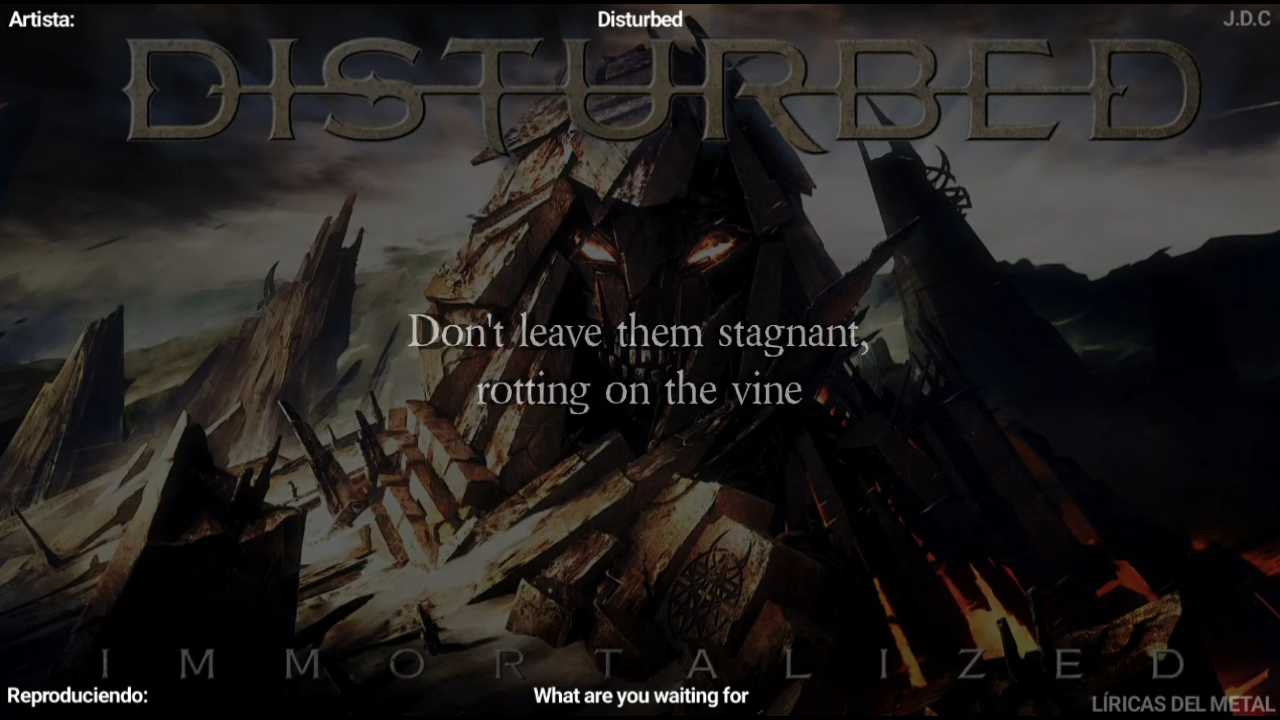 Artista:
Disturbed
J.D.C
DISTURBED
Don't leave them stagnant,
rotting on the vine
IMMORTALIZED
Reproduciendo:
What are you waiting for
LÍRICAS DEL METAL